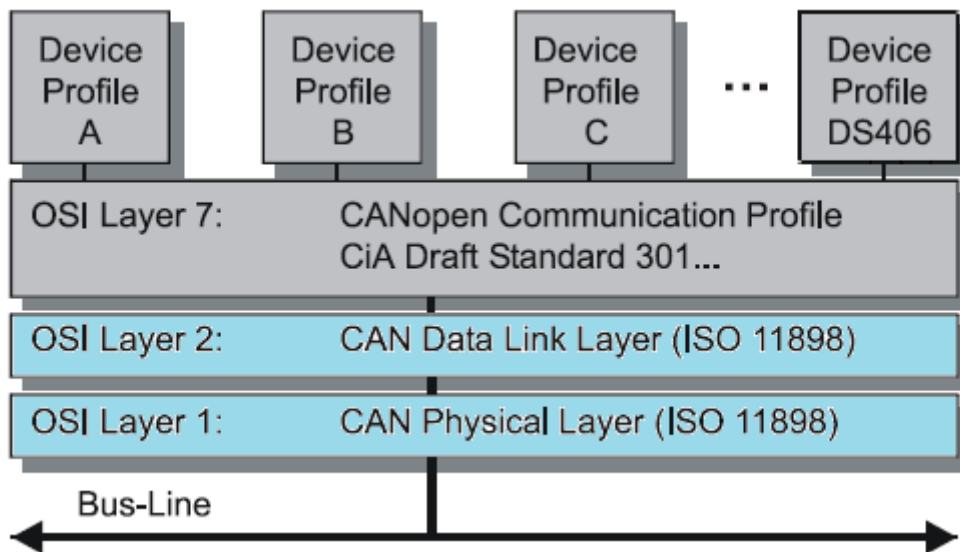 Device
Profile
A
Device
Profile
B
Device
Profile
C
...
Device
Profile
DS406
OSI Layer 7: CANopen Communication Profile
CiA Draft Standard 301...
OSI Layer 2: CAN Data Link Layer (ISO 11898)
OSI Layer 1: CAN Physical Layer (ISO 11898)
Bus-Line